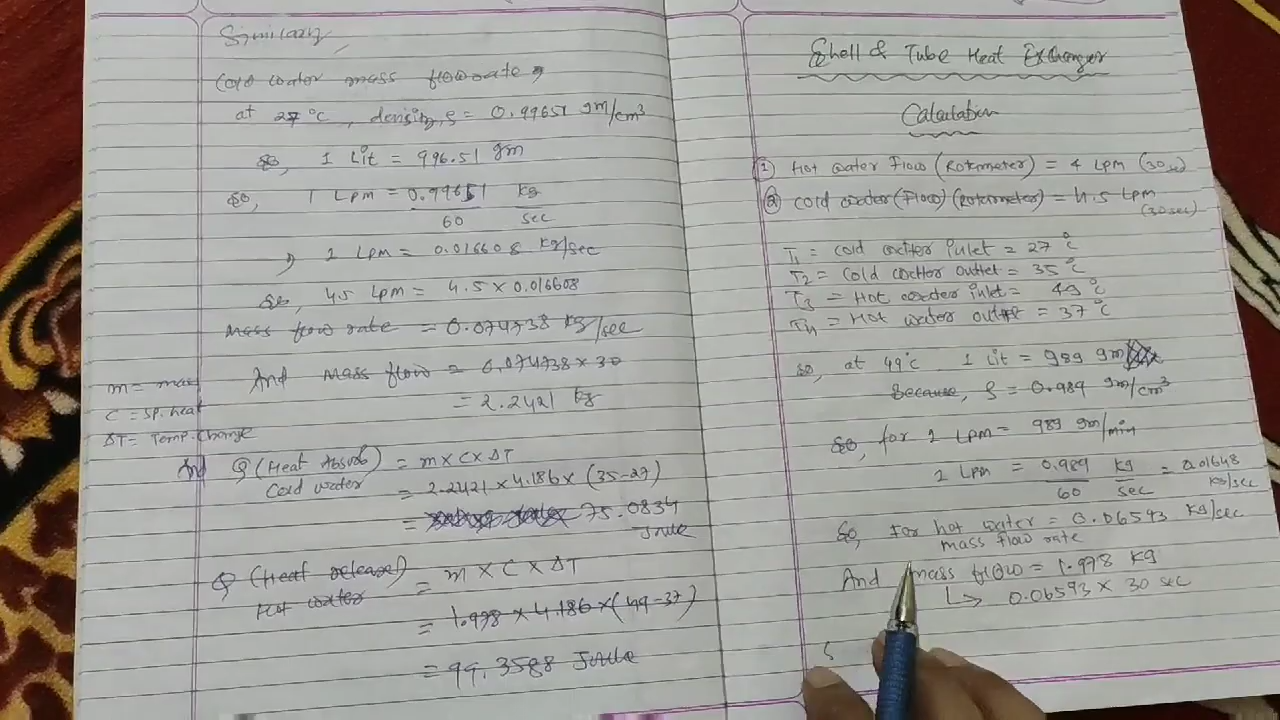 Similarly,
Cold water mass flowrate,
at 27 °C, density, ρ = 0.99651 gm/cm³
So, 1 Lit = 996.51 gm
So, 1 LPM = 0.99651 kg
60 sec
⇒ 1 LPM = 0.016608 kg/sec
So, 4.5 LPM = 4.5 × 0.016608
Mass flow rate = 0.074738 kg/sec
And mass flow = 0.074738 × 30
= 2.2421 kg
m = mass
C = SP. heat
ΔT = Temp. Change
And Q (Heat Absorb) = m × C × ΔT
Cold water = 2.2421 × 4.186 × (35-27)
= 75.0834
Joule
Q (Heat release) = m × C × ΔT
Hot water
= 1.978 × 4.186 × (49-37)
= 99.3588 Joule
Shell & Tube Heat Exchanger
Calculation
① Hot water Flow (Rotameter) = 4 LPM (30sec)
② Cold water (Flow) (Rotameter) = 4.5 LPM
(30sec)
T₁ = Cold water inlet = 27 °C
T₂ = Cold water outlet = 35 °C
T₃ = Hot water inlet = 49 °C
T₄ = Hot water outlet = 37 °C
So, at 49°C 1 Lit = 989 gm
Because, ρ = 0.989 gm/cm³
So, for 1 LPM = 989 gm/min
1 LPM = 0.989 kg = 0.01648
60 sec kg/sec
So, For hot water = 0.06593 kg/sec
mass flow rate
And mass flow = 1.978 kg
↳ 0.06593 × 30 sec